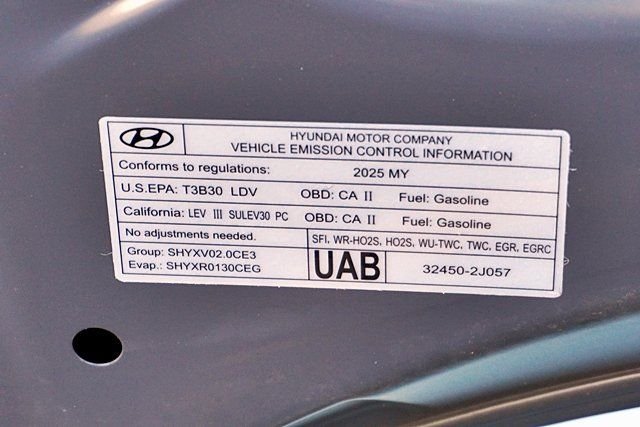 HYUNDAI MOTOR COMPANY
VEHICLE EMISSION CONTROL INFORMATION
Conforms to regulations: 2025 MY
U.S.EPA: T3B30 LDV OBD: CA II Fuel: Gasoline
California: LEV III SULEV30 PC OBD: CA II Fuel: Gasoline
No adjustments needed. SFI, WR-HO2S, HO2S, WU-TWC, TWC, EGR, EGRC
Group: SHYXV02.0CE3
Evap.: SHYXR0130CEG
UAB 32450-2J057